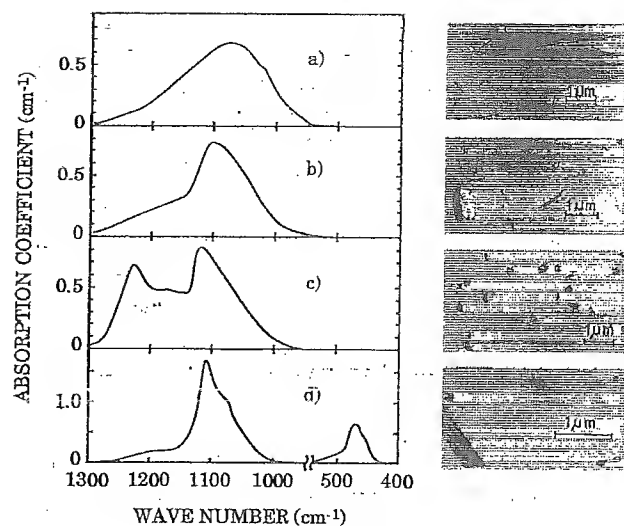 ABSORPTION COEFFICIENT (cm-1)
0.5
0
a)
0.5
0
b)
0.5
0
c)
1.0
0
d)
1300 1200 1100 1000 500 400
WAVE NUMBER (cm-1)
1µm
1µm
1µm
1µm